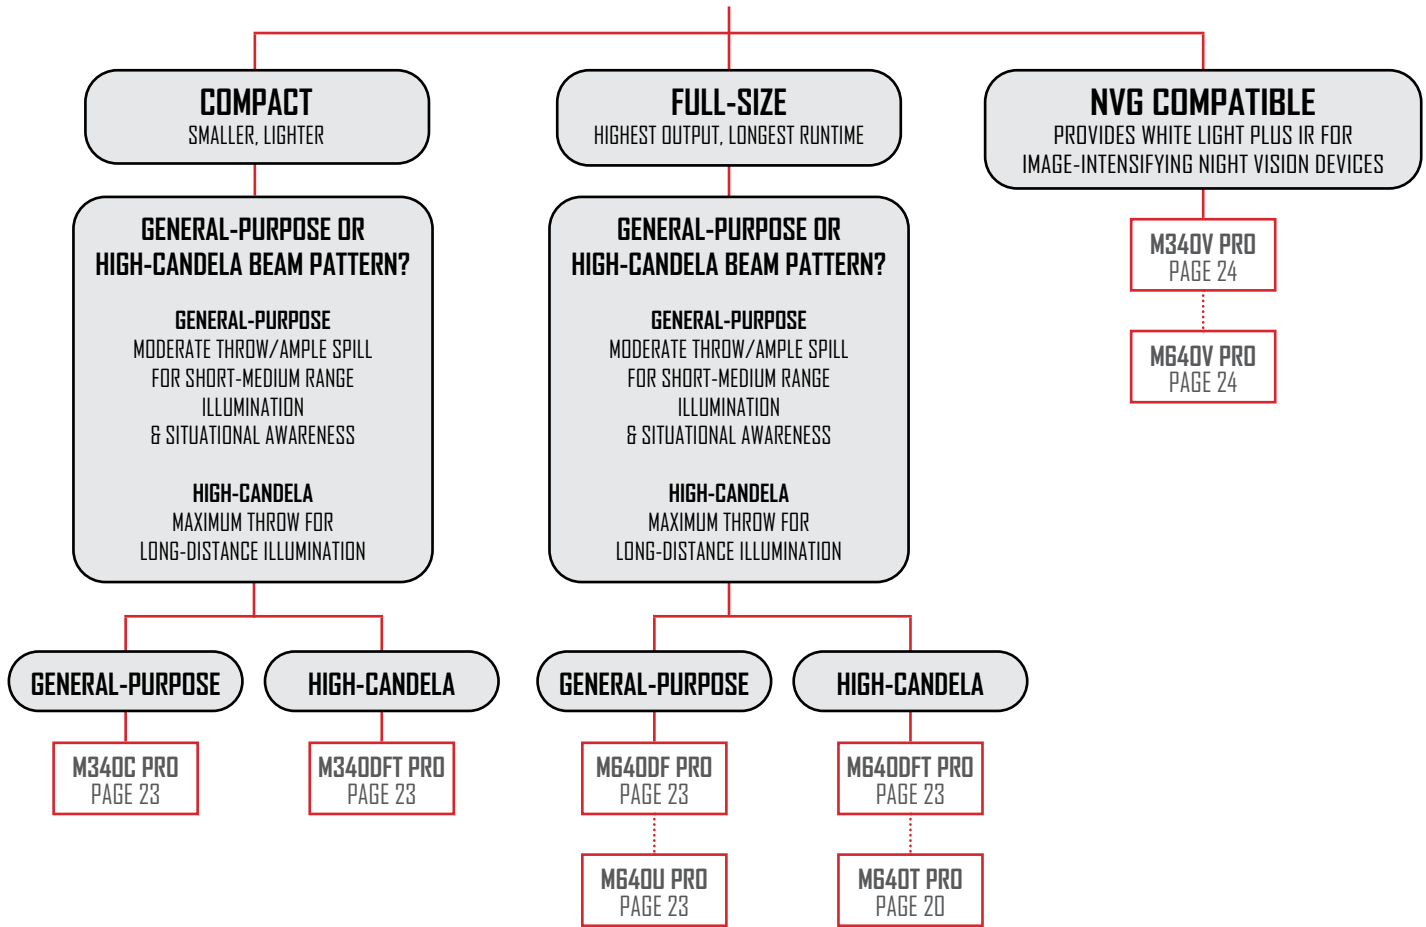 COMPACT
SMALLER, LIGHTER
FULL-SIZE
HIGHEST OUTPUT, LONGEST RUNTIME
NVG COMPATIBLE
PROVIDES WHITE LIGHT PLUS IR FOR
IMAGE-INTENSIFYING NIGHT VISION DEVICES
GENERAL-PURPOSE OR
HIGH-CANDELA BEAM PATTERN?
GENERAL-PURPOSE
MODERATE THROW/AMPLE SPILL
FOR SHORT-MEDIUM RANGE
ILLUMINATION
& SITUATIONAL AWARENESS
HIGH-CANDELA
MAXIMUM THROW FOR
LONG-DISTANCE ILLUMINATION
GENERAL-PURPOSE OR
HIGH-CANDELA BEAM PATTERN?
GENERAL-PURPOSE
MODERATE THROW/AMPLE SPILL
FOR SHORT-MEDIUM RANGE
ILLUMINATION
& SITUATIONAL AWARENESS
HIGH-CANDELA
MAXIMUM THROW FOR
LONG-DISTANCE ILLUMINATION
M340V PRO
PAGE 24
M640V PRO
PAGE 24
GENERAL-PURPOSE
HIGH-CANDELA
GENERAL-PURPOSE
HIGH-CANDELA
M340C PRO
PAGE 23
M340DFT PRO
PAGE 23
M640DF PRO
PAGE 23
M640DFT PRO
PAGE 23
M640U PRO
PAGE 23
M640T PRO
PAGE 20